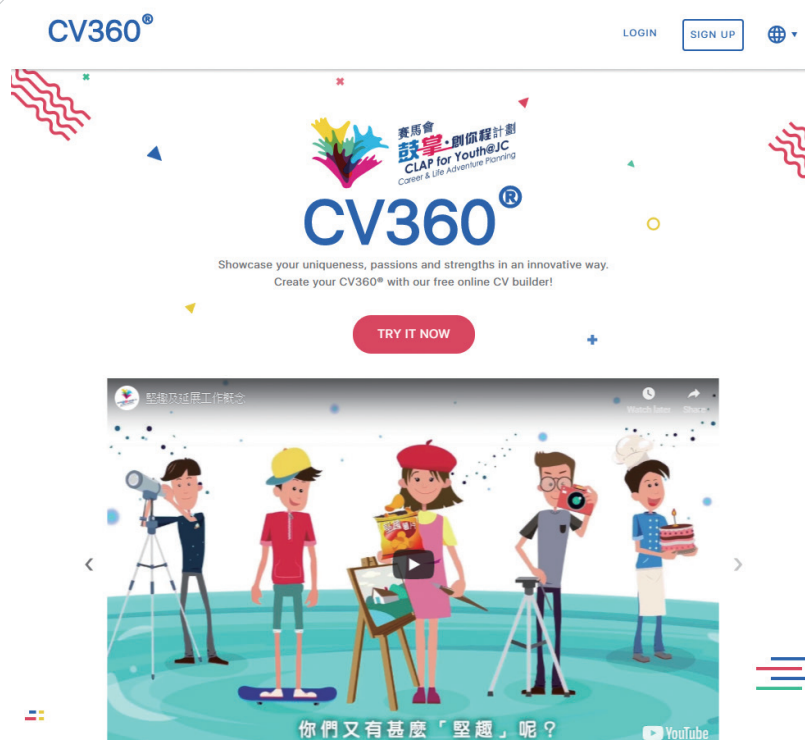 CV360®
LOGIN
SIGN UP
賽馬會
鼓掌·創你程計劃
CLAP for Youth@JC
Career & Life Adventure Planning
CV360®
Showcase your uniqueness, passions and strengths in an innovative way.
Create your CV360® with our free online CV builder!
TRY IT NOW
堅趣及延展工作概念
Watch later
Share
你們又有甚麼「堅趣」呢？
YouTube